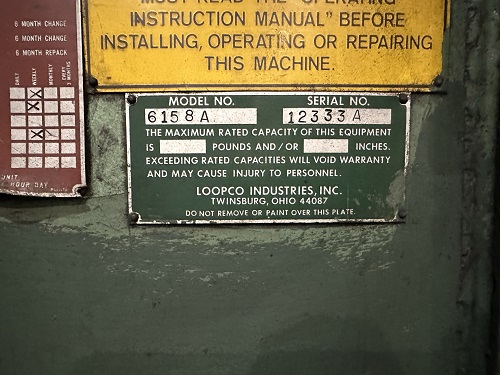 MUST READ THE "OPERATING
INSTRUCTION MANUAL" BEFORE
INSTALLING, OPERATING OR REPAIRING
THIS MACHINE.
6 MONTH CHANGE
6 MONTH CHANGE
6 MONTH REPACK
DAILY
WEEKLY
MONTHLY
EVERY
3 MONTHS
X
X
X
UNIT
HOUR DAY
MODEL NO. SERIAL NO.
6158A 12333A
THE MAXIMUM RATED CAPACITY OF THIS EQUIPMENT
IS POUNDS AND/OR INCHES.
EXCEEDING RATED CAPACITIES WILL VOID WARRANTY
AND MAY CAUSE INJURY TO PERSONNEL.
LOOPCO INDUSTRIES, INC.
TWINSBURG, OHIO 44087
DO NOT REMOVE OR PAINT OVER THIS PLATE.